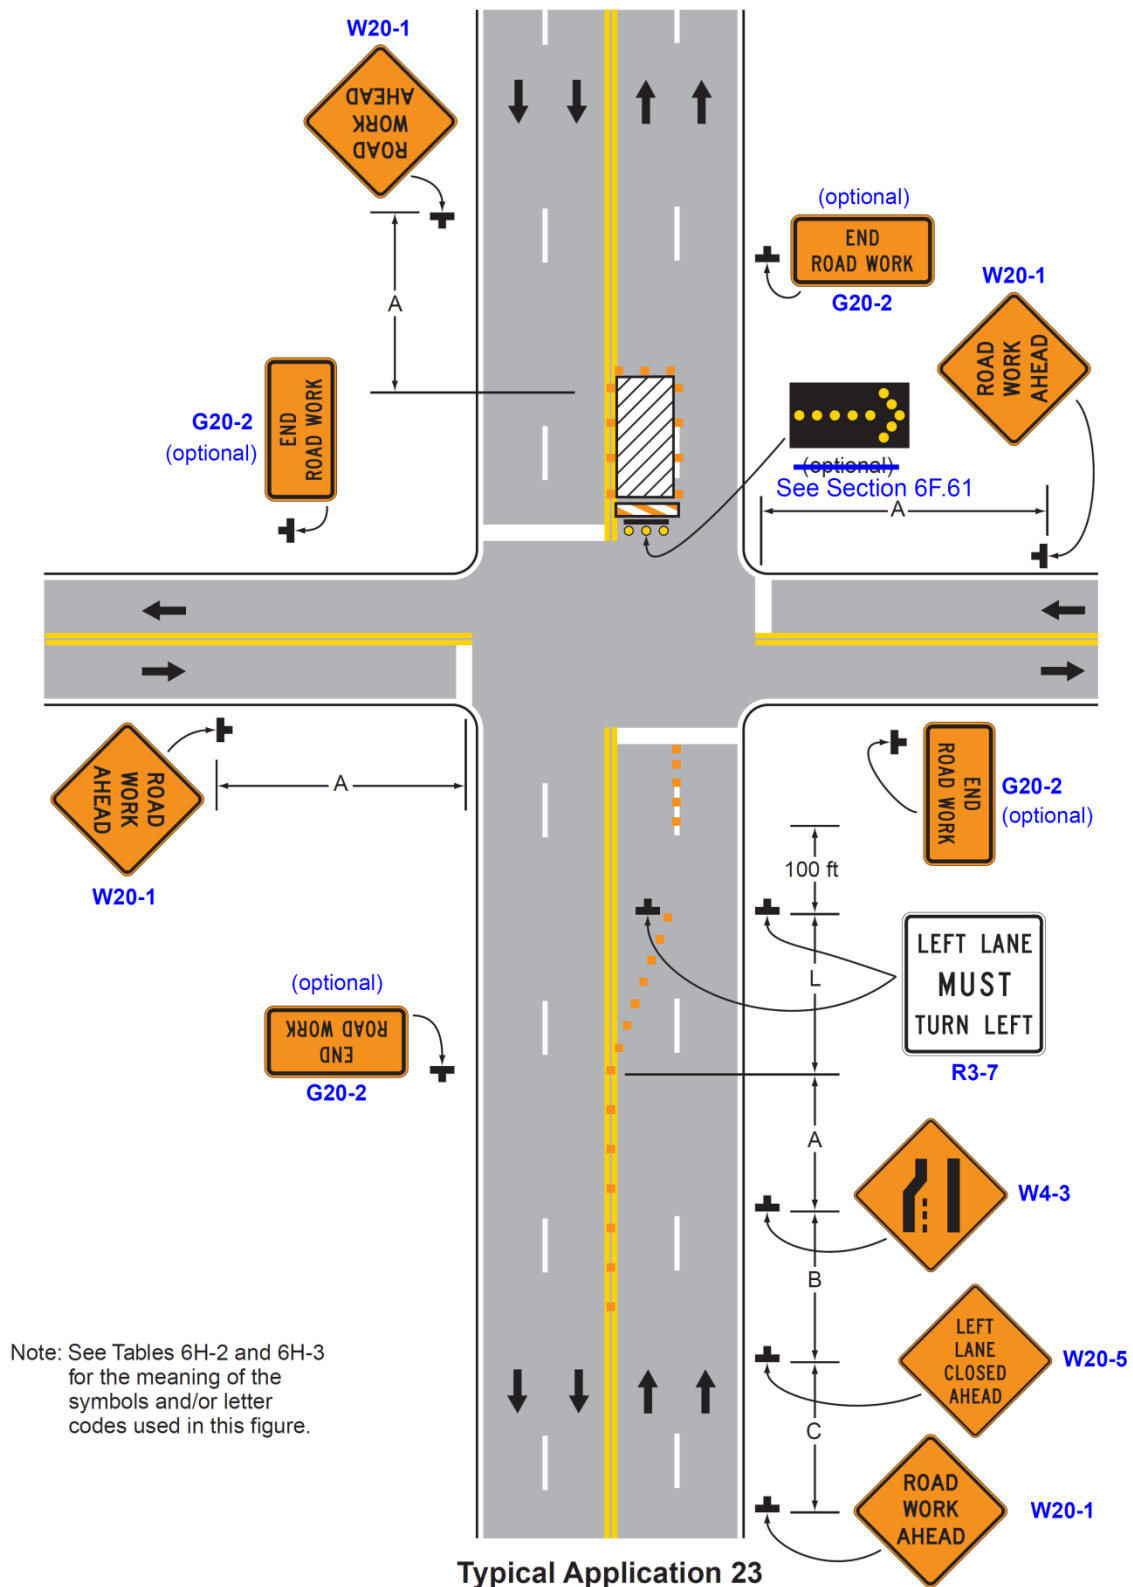 W20-1
ROAD
WORK
AHEAD
(optional)
END
ROAD WORK
G20-2
W20-1
ROAD
WORK
AHEAD
A
G20-2
(optional)
END
ROAD WORK
(optional)
See Section 6F.61
A
ROAD
WORK
AHEAD
W20-1
A
END
ROAD WORK
G20-2
(optional)
100 ft
LEFT LANE
MUST
TURN LEFT
R3-7
L
(optional)
END
ROAD WORK
G20-2
A
W4-3
B
LEFT
LANE
CLOSED
AHEAD
W20-5
Note: See Tables 6H-2 and 6H-3
for the meaning of the
symbols and/or letter
codes used in this figure.
C
ROAD
WORK
AHEAD
W20-1
Typical Application 23